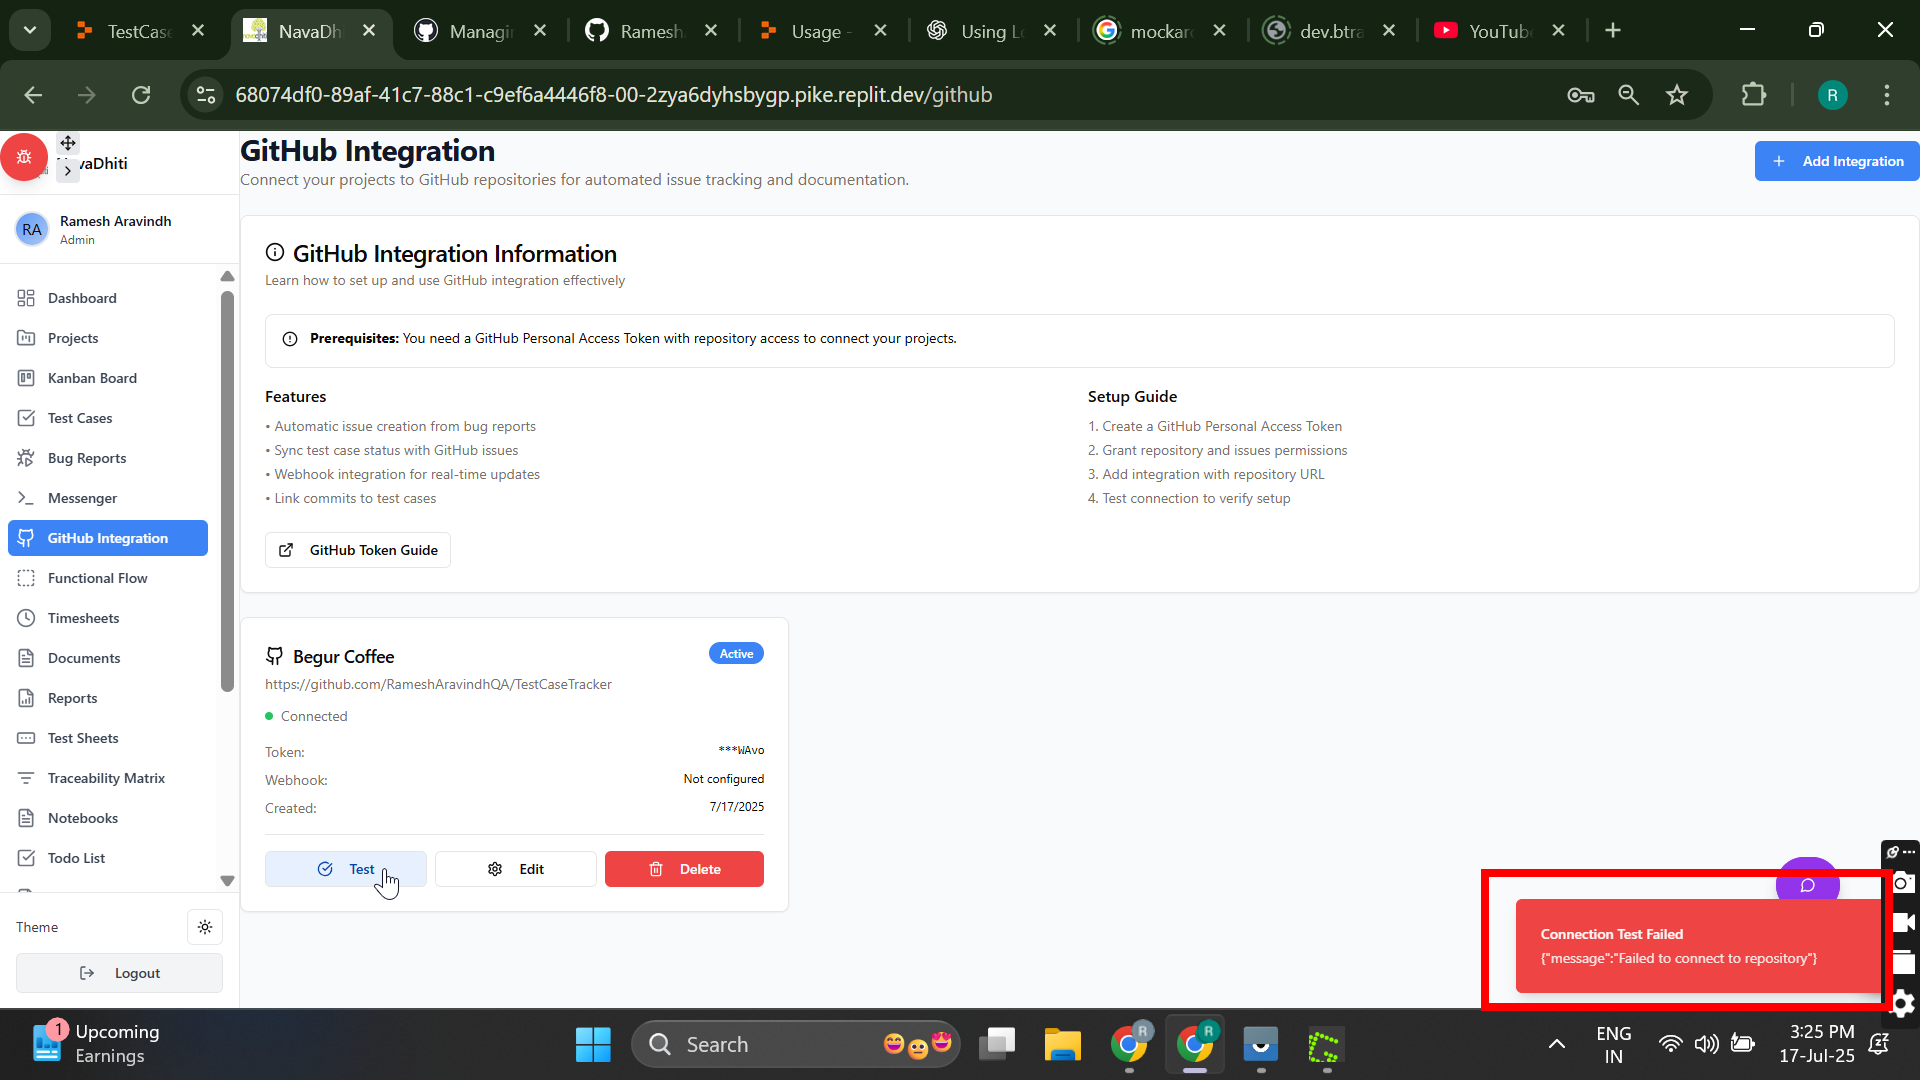 TestCase
NavaDh
Managin
Ramesh
Usage -
Using Le
mockar
dev.btra
YouTub
68074df0-89af-41c7-88c1-c9ef6a4446f8-00-2zya6dyhsbygp.pike.replit.dev/github
R
vaDhiti
GitHub Integration
Connect your projects to GitHub repositories for automated issue tracking and documentation.
+ Add Integration
RA
Ramesh Aravindh
Admin
Dashboard
Projects
Kanban Board
Test Cases
Bug Reports
Messenger
GitHub Integration
Functional Flow
Timesheets
Documents
Reports
Test Sheets
Traceability Matrix
Notebooks
Todo List
Theme
Logout
GitHub Integration Information
Learn how to set up and use GitHub integration effectively
Prerequisites: You need a GitHub Personal Access Token with repository access to connect your projects.
Features
• Automatic issue creation from bug reports
• Sync test case status with GitHub issues
• Webhook integration for real-time updates
• Link commits to test cases
Setup Guide
1. Create a GitHub Personal Access Token
2. Grant repository and issues permissions
3. Add integration with repository URL
4. Test connection to verify setup
GitHub Token Guide
Begur Coffee
Active
https://github.com/RameshAravindhQA/TestCaseTracker
Connected
Token: ***WAvo
Webhook: Not configured
Created: 7/17/2025
Test
Edit
Delete
Connection Test Failed
{"message":"Failed to connect to repository"}
1
Upcoming
Earnings
Search
R
R
ENG
IN
3:25 PM
17-Jul-25